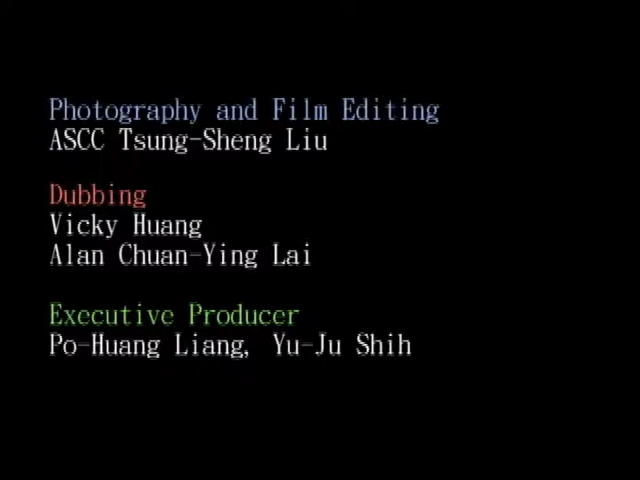 Photography and Film Editing
ASCC Tsung-Sheng Liu
Dubbing
Vicky Huang
Alan Chuan-Ying Lai
Executive Producer
Po-Huang Liang, Yu-Ju Shih